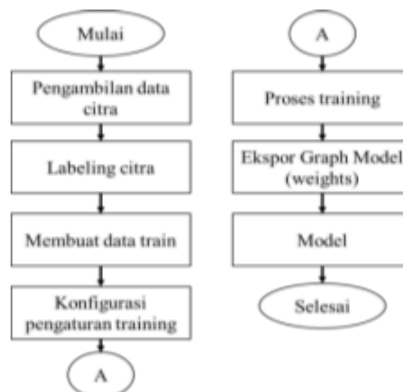 Mulai
Pengambilan data
citra
Labeling citra
Membuat data train
Konfigurasi
pengaturan training
A
A
Proses training
Ekspor Graph Model
(weights)
Model
Selesai